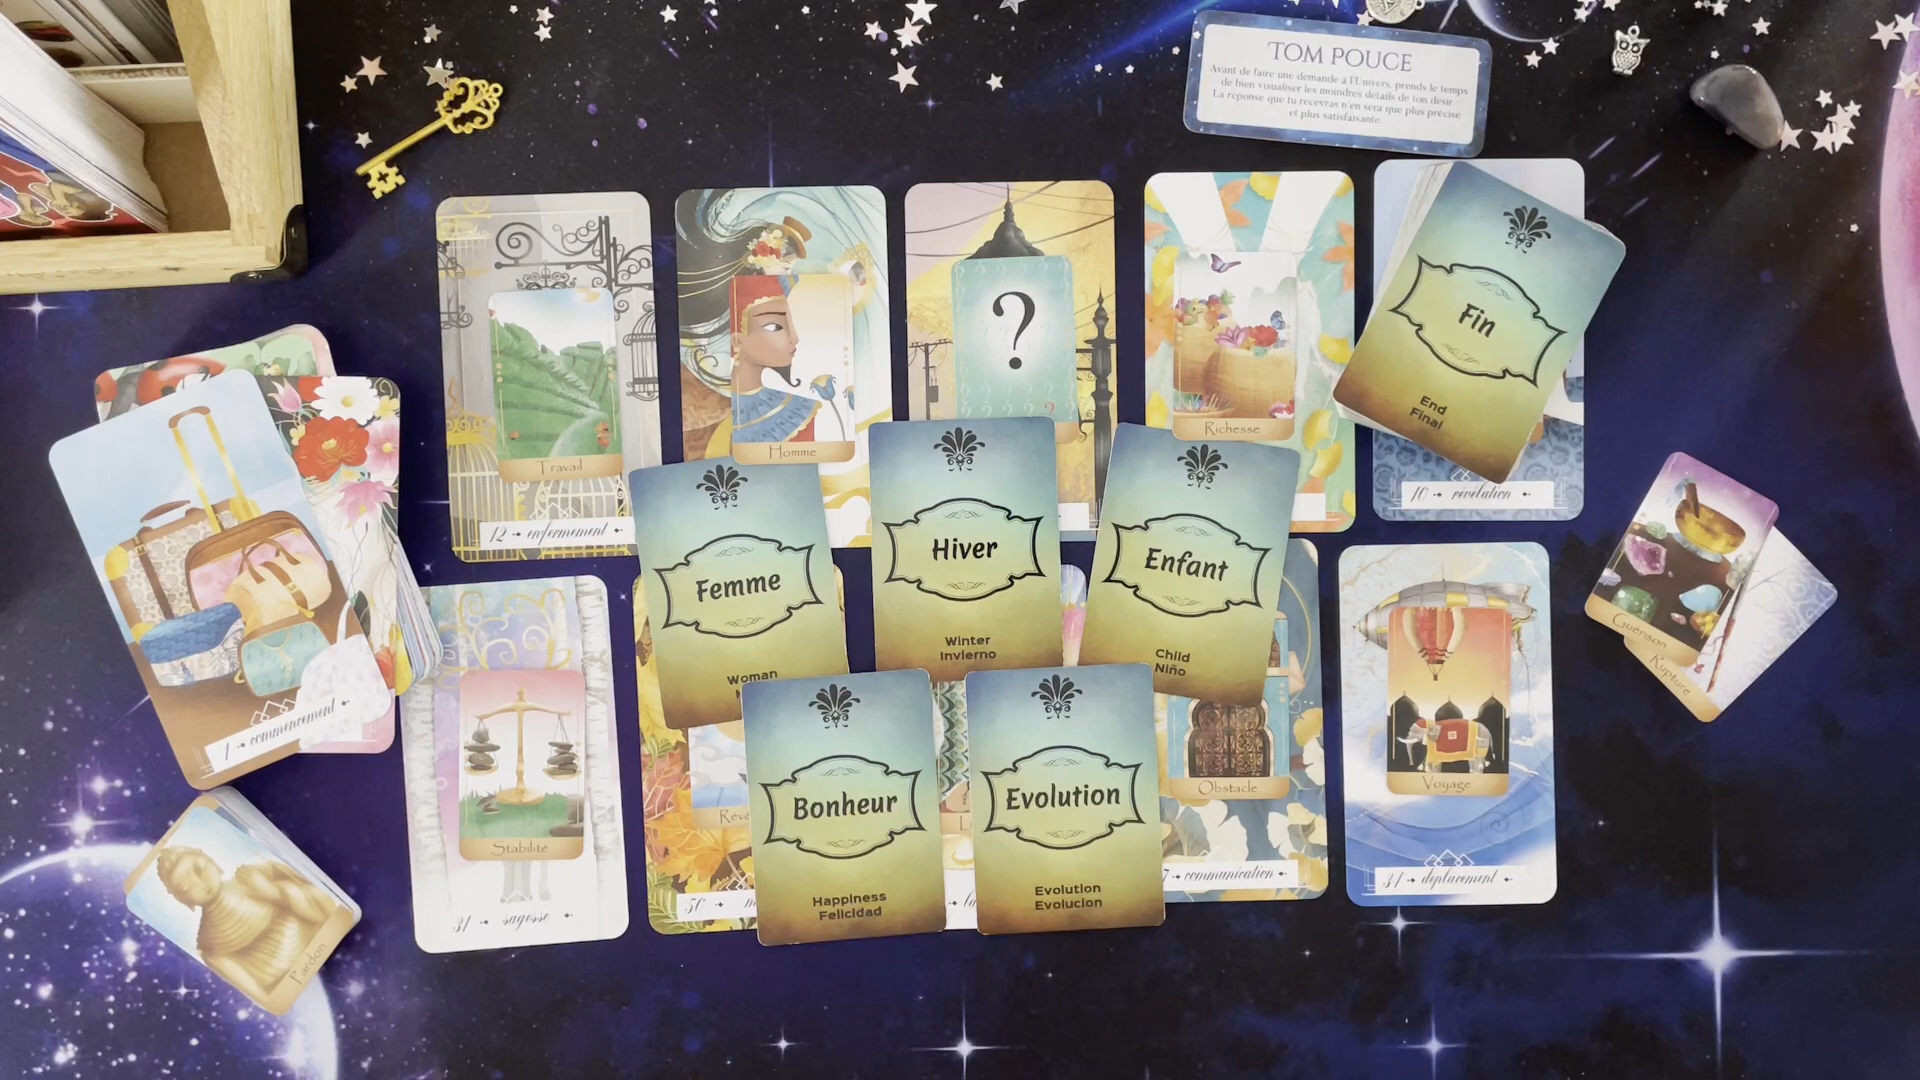 TOM POUCE
Avant de faire une demande à l'Univers, prends le temps
de bien visualiser les moindres détails de ton désir.
La réponse que tu recevras n'en sera que plus précise
et plus satisfaisante.
Travail
12 enfermement
Homme
?
Richesse
Fin
End
Final
10 révélation
Femme
Woman
Hiver
Winter
Invierno
Enfant
Child
Niño
Guérison
Rupture
1 commencement
Stabilité
31 sagesse
Bonheur
Happiness
Felicidad
Evolution
Evolution
Evolucion
Obstacle
7 communication
Voyage
34 déplacement
50
Pardon